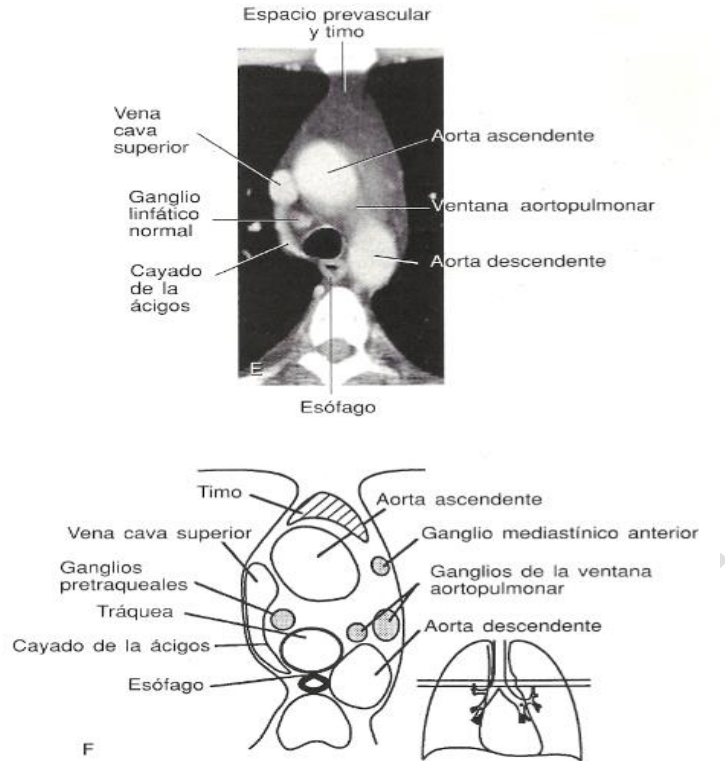 Espacio prevascular
y timo
Vena
cava
superior
Aorta ascendente
Ganglio
linfático
normal
Ventana aortopulmonar
Cayado
de la
ácigos
Aorta descendente
E
Esófago
Timo
Aorta ascendente
Vena cava superior
Ganglio mediastínico anterior
Ganglios
pretraqueales
Ganglios de la ventana
aortopulmonar
Tráquea
Aorta descendente
Cayado de la ácigos
Esófago
F